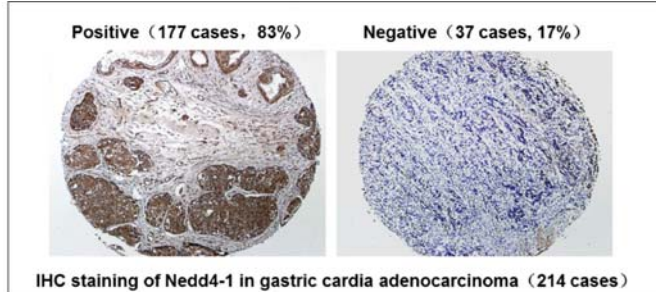 Positive（177 cases，83%）
Negative（37 cases, 17%）
IHC staining of Nedd4-1 in gastric cardia adenocarcinoma（214 cases）